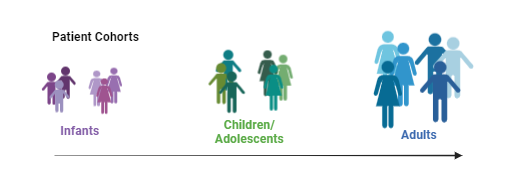 Patient Cohorts
Infants
Children/
Adolescents
Adults